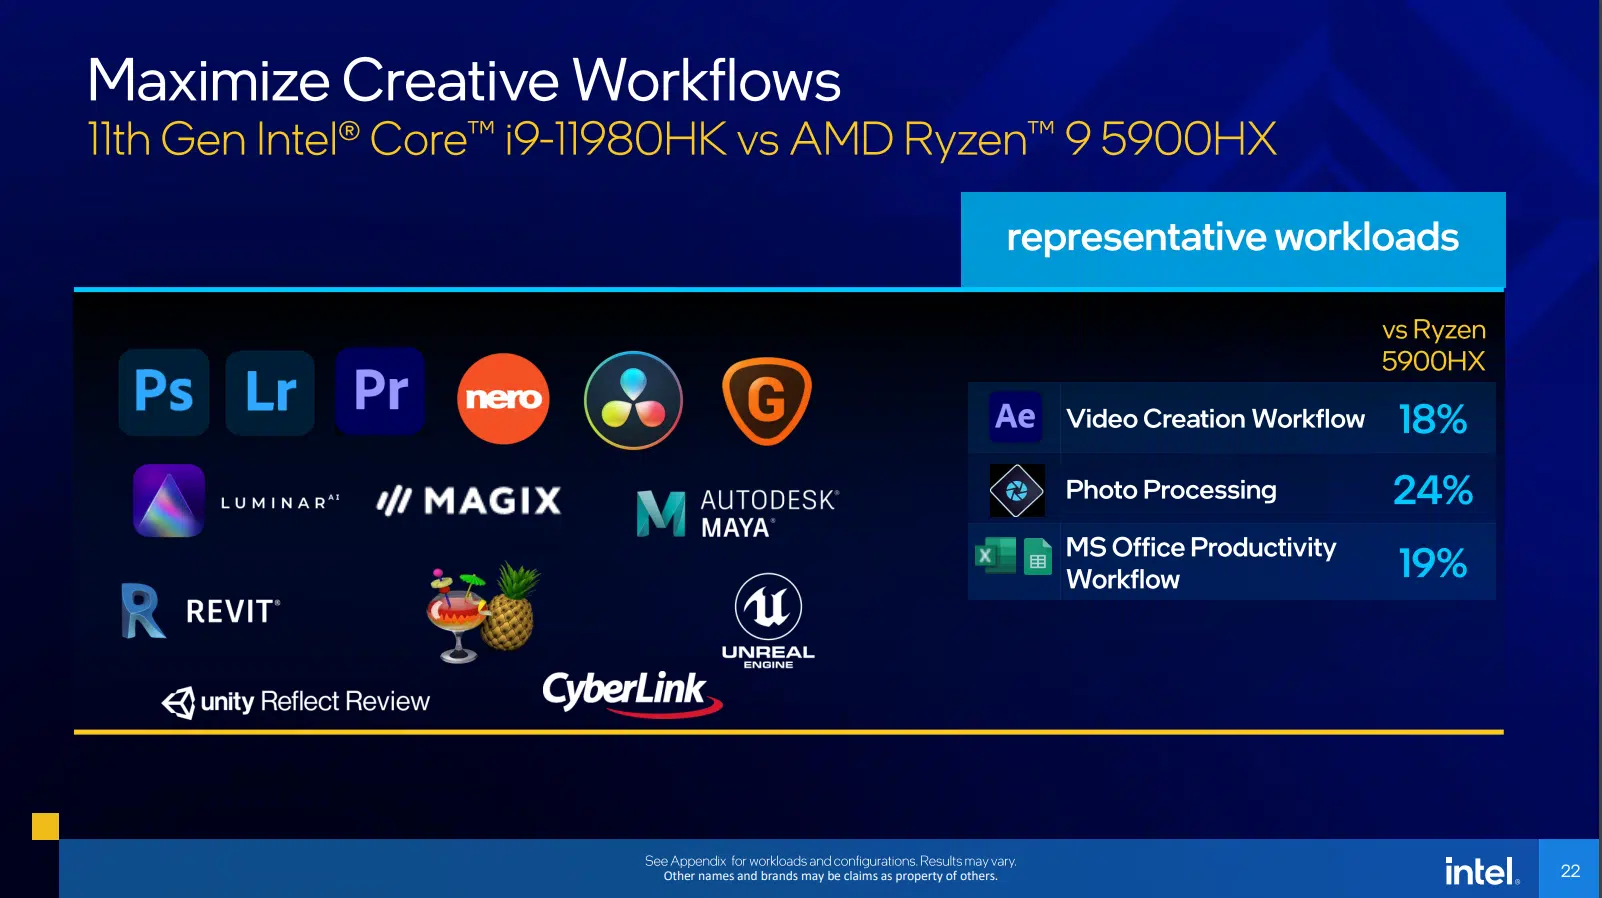 Maximize Creative Workflows
11th Gen Intel® Core™ i9-11980HK vs AMD Ryzen™ 9 5900HX
representative workloads
vs Ryzen
5900HX
Ps Lr Pr nero G
LUMINAR AI MAGIX M AUTODESK®
MAYA®
R REVIT®
UNREAL
ENGINE
unity Reflect Review
CyberLink
Ae Video Creation Workflow 18%
Photo Processing 24%
X MS Office Productivity
Workflow 19%
See Appendix for workloads and configurations. Results may vary.
Other names and brands may be claims as property of others.
intel®
22